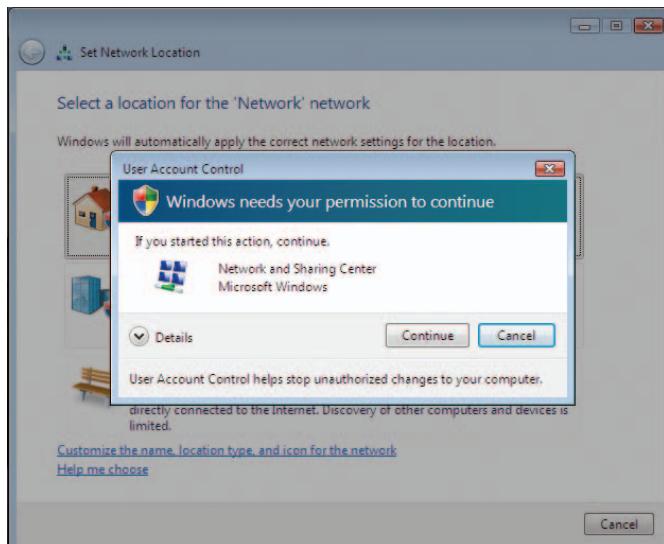 Set Network Location
Select a location for the 'Network' network
Windows will automatically apply the correct network settings for the location.
User Account Control
Windows needs your permission to continue
If you started this action, continue.
Network and Sharing Center
Microsoft Windows
Details
Continue
Cancel
User Account Control helps stop unauthorized changes to your computer.
directly connected to the Internet. Discovery of other computers and devices is
limited.
Customize the name, location type, and icon for the network
Help me choose
Cancel